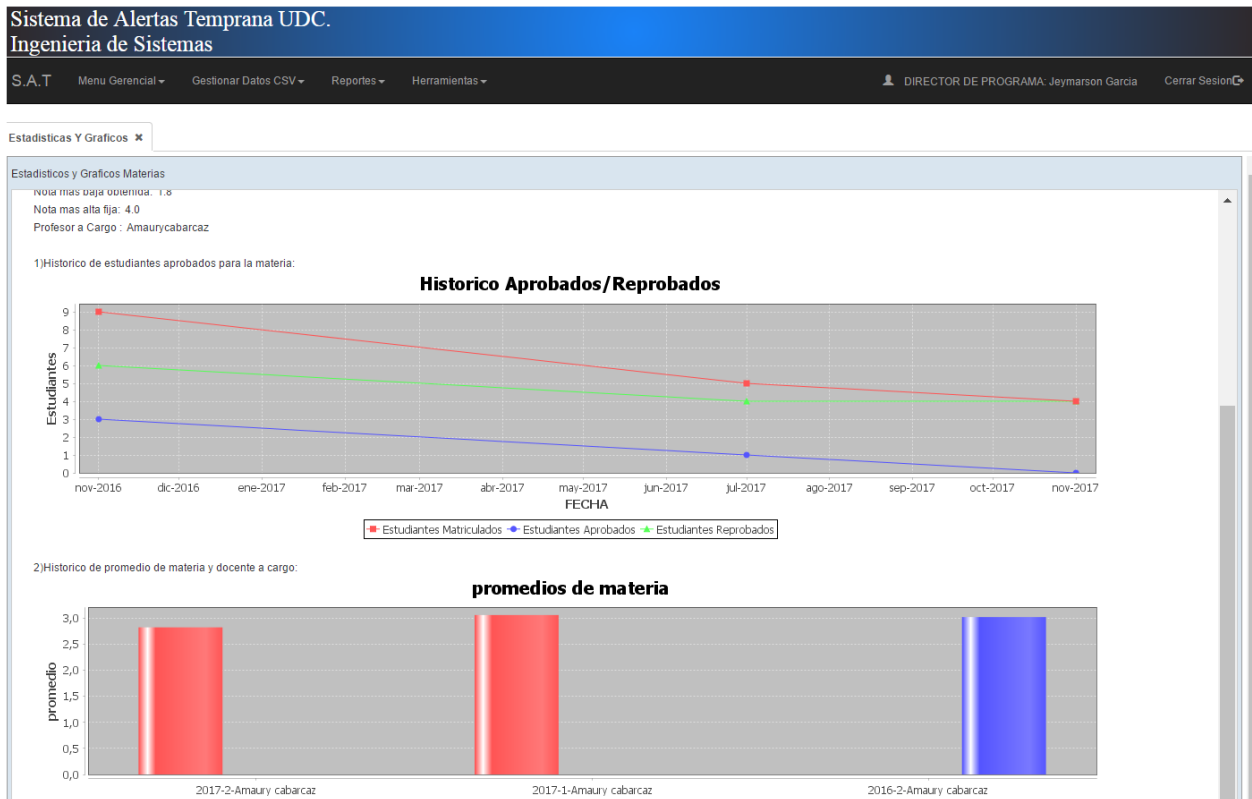 Sistema de Alertas Temprana UDC.
Ingenieria de Sistemas
S.A.T Menu Gerencial Gestionar Datos CSV Reportes Herramientas DIRECTOR DE PROGRAMA: Jeymarson Garcia Cerrar Sesion
Estadisticas Y Graficos
Estadisticos y Graficos Materias
Nota mas baja obtenida: 1.8
Nota mas alta fija: 4.0
Profesor a Cargo : Amaurycabarcaz
1)Historico de estudiantes aprobados para la materia:
Historico Aprobados/Reprobados
Estudiantes
9
8
7
6
5
4
3
2
1
0
nov-2016 dic-2016 ene-2017 feb-2017 mar-2017 abr-2017 may-2017 jun-2017 jul-2017 ago-2017 sep-2017 oct-2017 nov-2017
FECHA
Estudiantes Matriculados Estudiantes Aprobados Estudiantes Reprobados
2)Historico de promedio de materia y docente a cargo:
promedios de materia
promedio
3,0
2,5
2,0
1,5
1,0
0,5
0,0
2017-2-Amaury cabarcaz 2017-1-Amaury cabarcaz 2016-2-Amaury cabarcaz